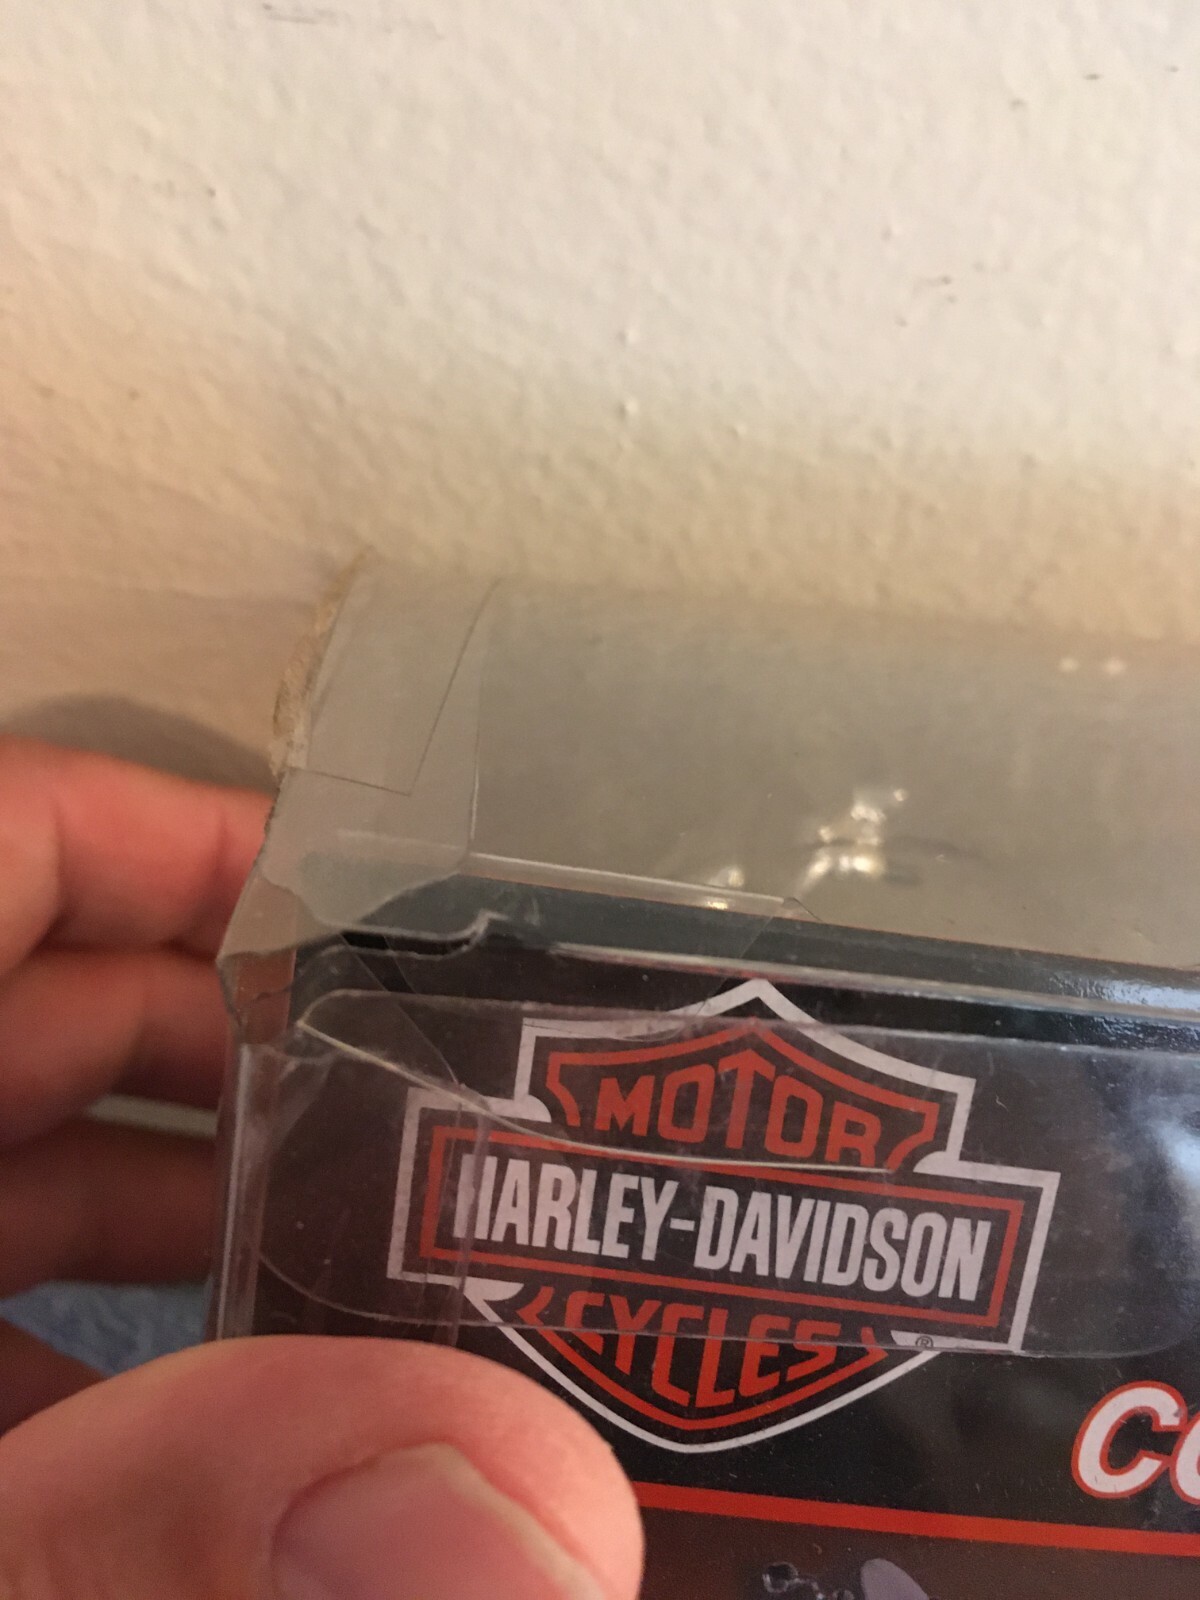 MOTOR
HARLEY-DAVIDSON
CYCLES
®